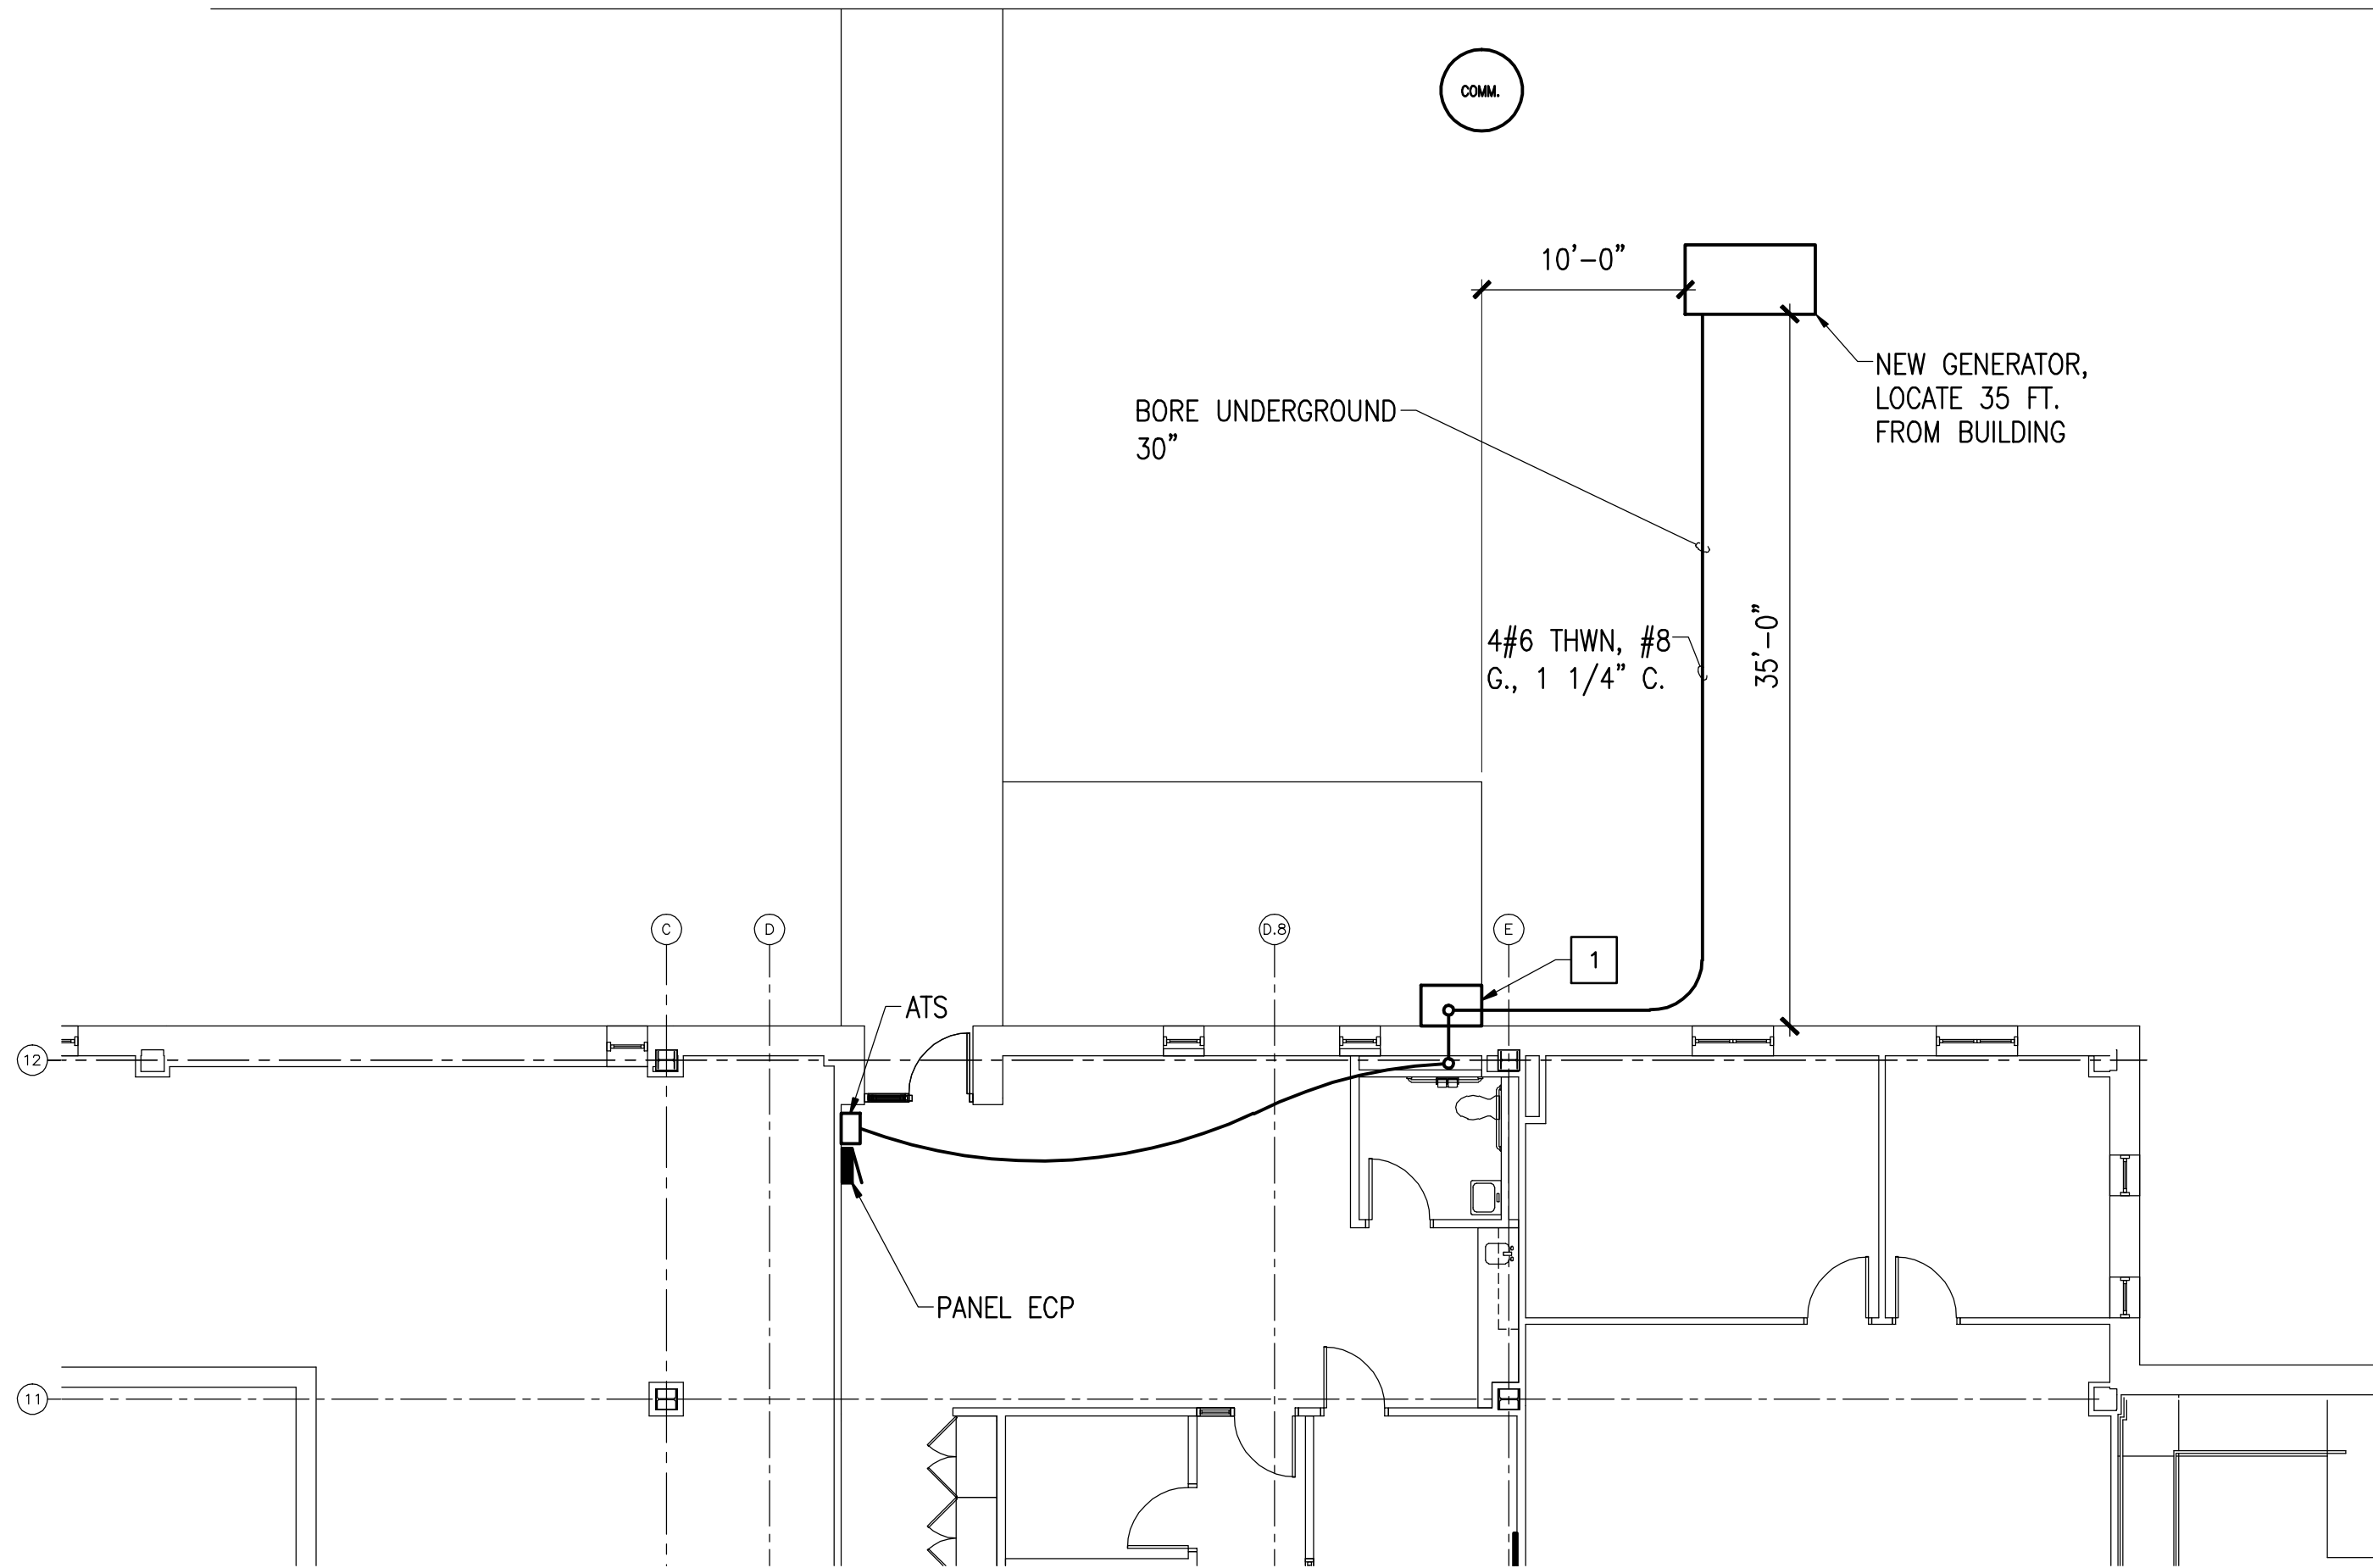 COMM.
10'-0"
NEW GENERATOR,
LOCATE 35 FT.
FROM BUILDING
BORE UNDERGROUND
30"
4#6 THWN, #8
G., 1 1/4" C.
35'-0"
C
D
D.8
E
1
ATS
12
PANEL ECP
11